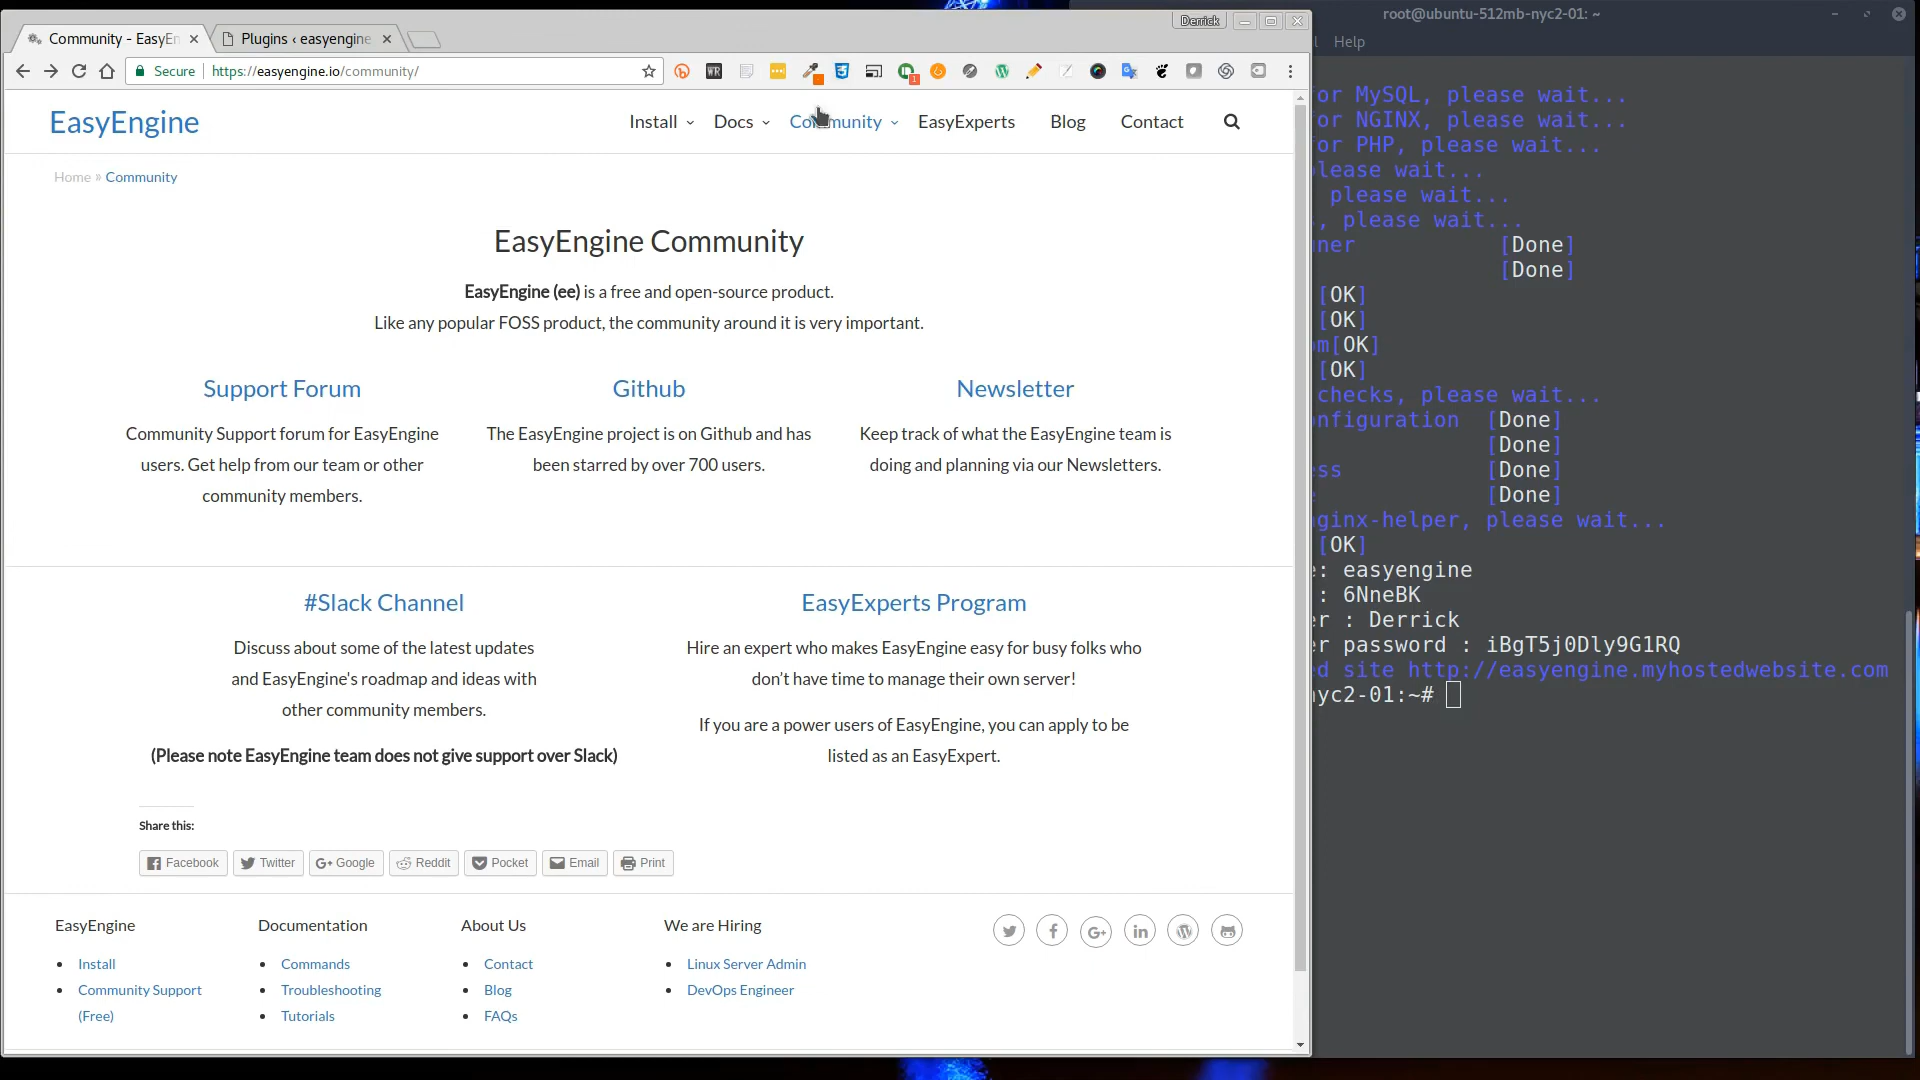 Derrick
Community - EasyEn
Plugins ‹ easyengine
Secure
https://easyengine.io/community/
EasyEngine
Install
Docs
Community
EasyExperts
Blog
Contact
Home » Community
EasyEngine Community
EasyEngine (ee) is a free and open-source product.
Like any popular FOSS product, the community around it is very important.
Support Forum
Community Support forum for EasyEngine
users. Get help from our team or other
community members.
Github
The EasyEngine project is on Github and has
been starred by over 700 users.
Newsletter
Keep track of what the EasyEngine team is
doing and planning via our Newsletters.
#Slack Channel
Discuss about some of the latest updates
and EasyEngine's roadmap and ideas with
other community members.
(Please note EasyEngine team does not give support over Slack)
EasyExperts Program
Hire an expert who makes EasyEngine easy for busy folks who
don't have time to manage their own server!
If you are a power users of EasyEngine, you can apply to be
listed as an EasyExpert.
Share this:
Facebook
Twitter
Google
Reddit
Pocket
Email
Print
EasyEngine
Install
Community Support
(Free)
Documentation
Commands
Troubleshooting
Tutorials
About Us
Contact
Blog
FAQs
We are Hiring
Linux Server Admin
DevOps Engineer
root@ubuntu-512mb-nyc2-01: ~
Help
or MySQL, please wait...
or NGINX, please wait...
or PHP, please wait...
lease wait...
please wait...
, please wait...
ner [Done]
[Done]
[OK]
[OK]
m[OK]
[OK]
checks, please wait...
nfiguration [Done]
[Done]
ss [Done]
[Done]
ginx-helper, please wait...
[OK]
: easyengine
: 6NneBK
r : Derrick
r password : iBgT5j0Dly9G1RQ
d site http://easyengine.myhostedwebsite.com
yc2-01:~#